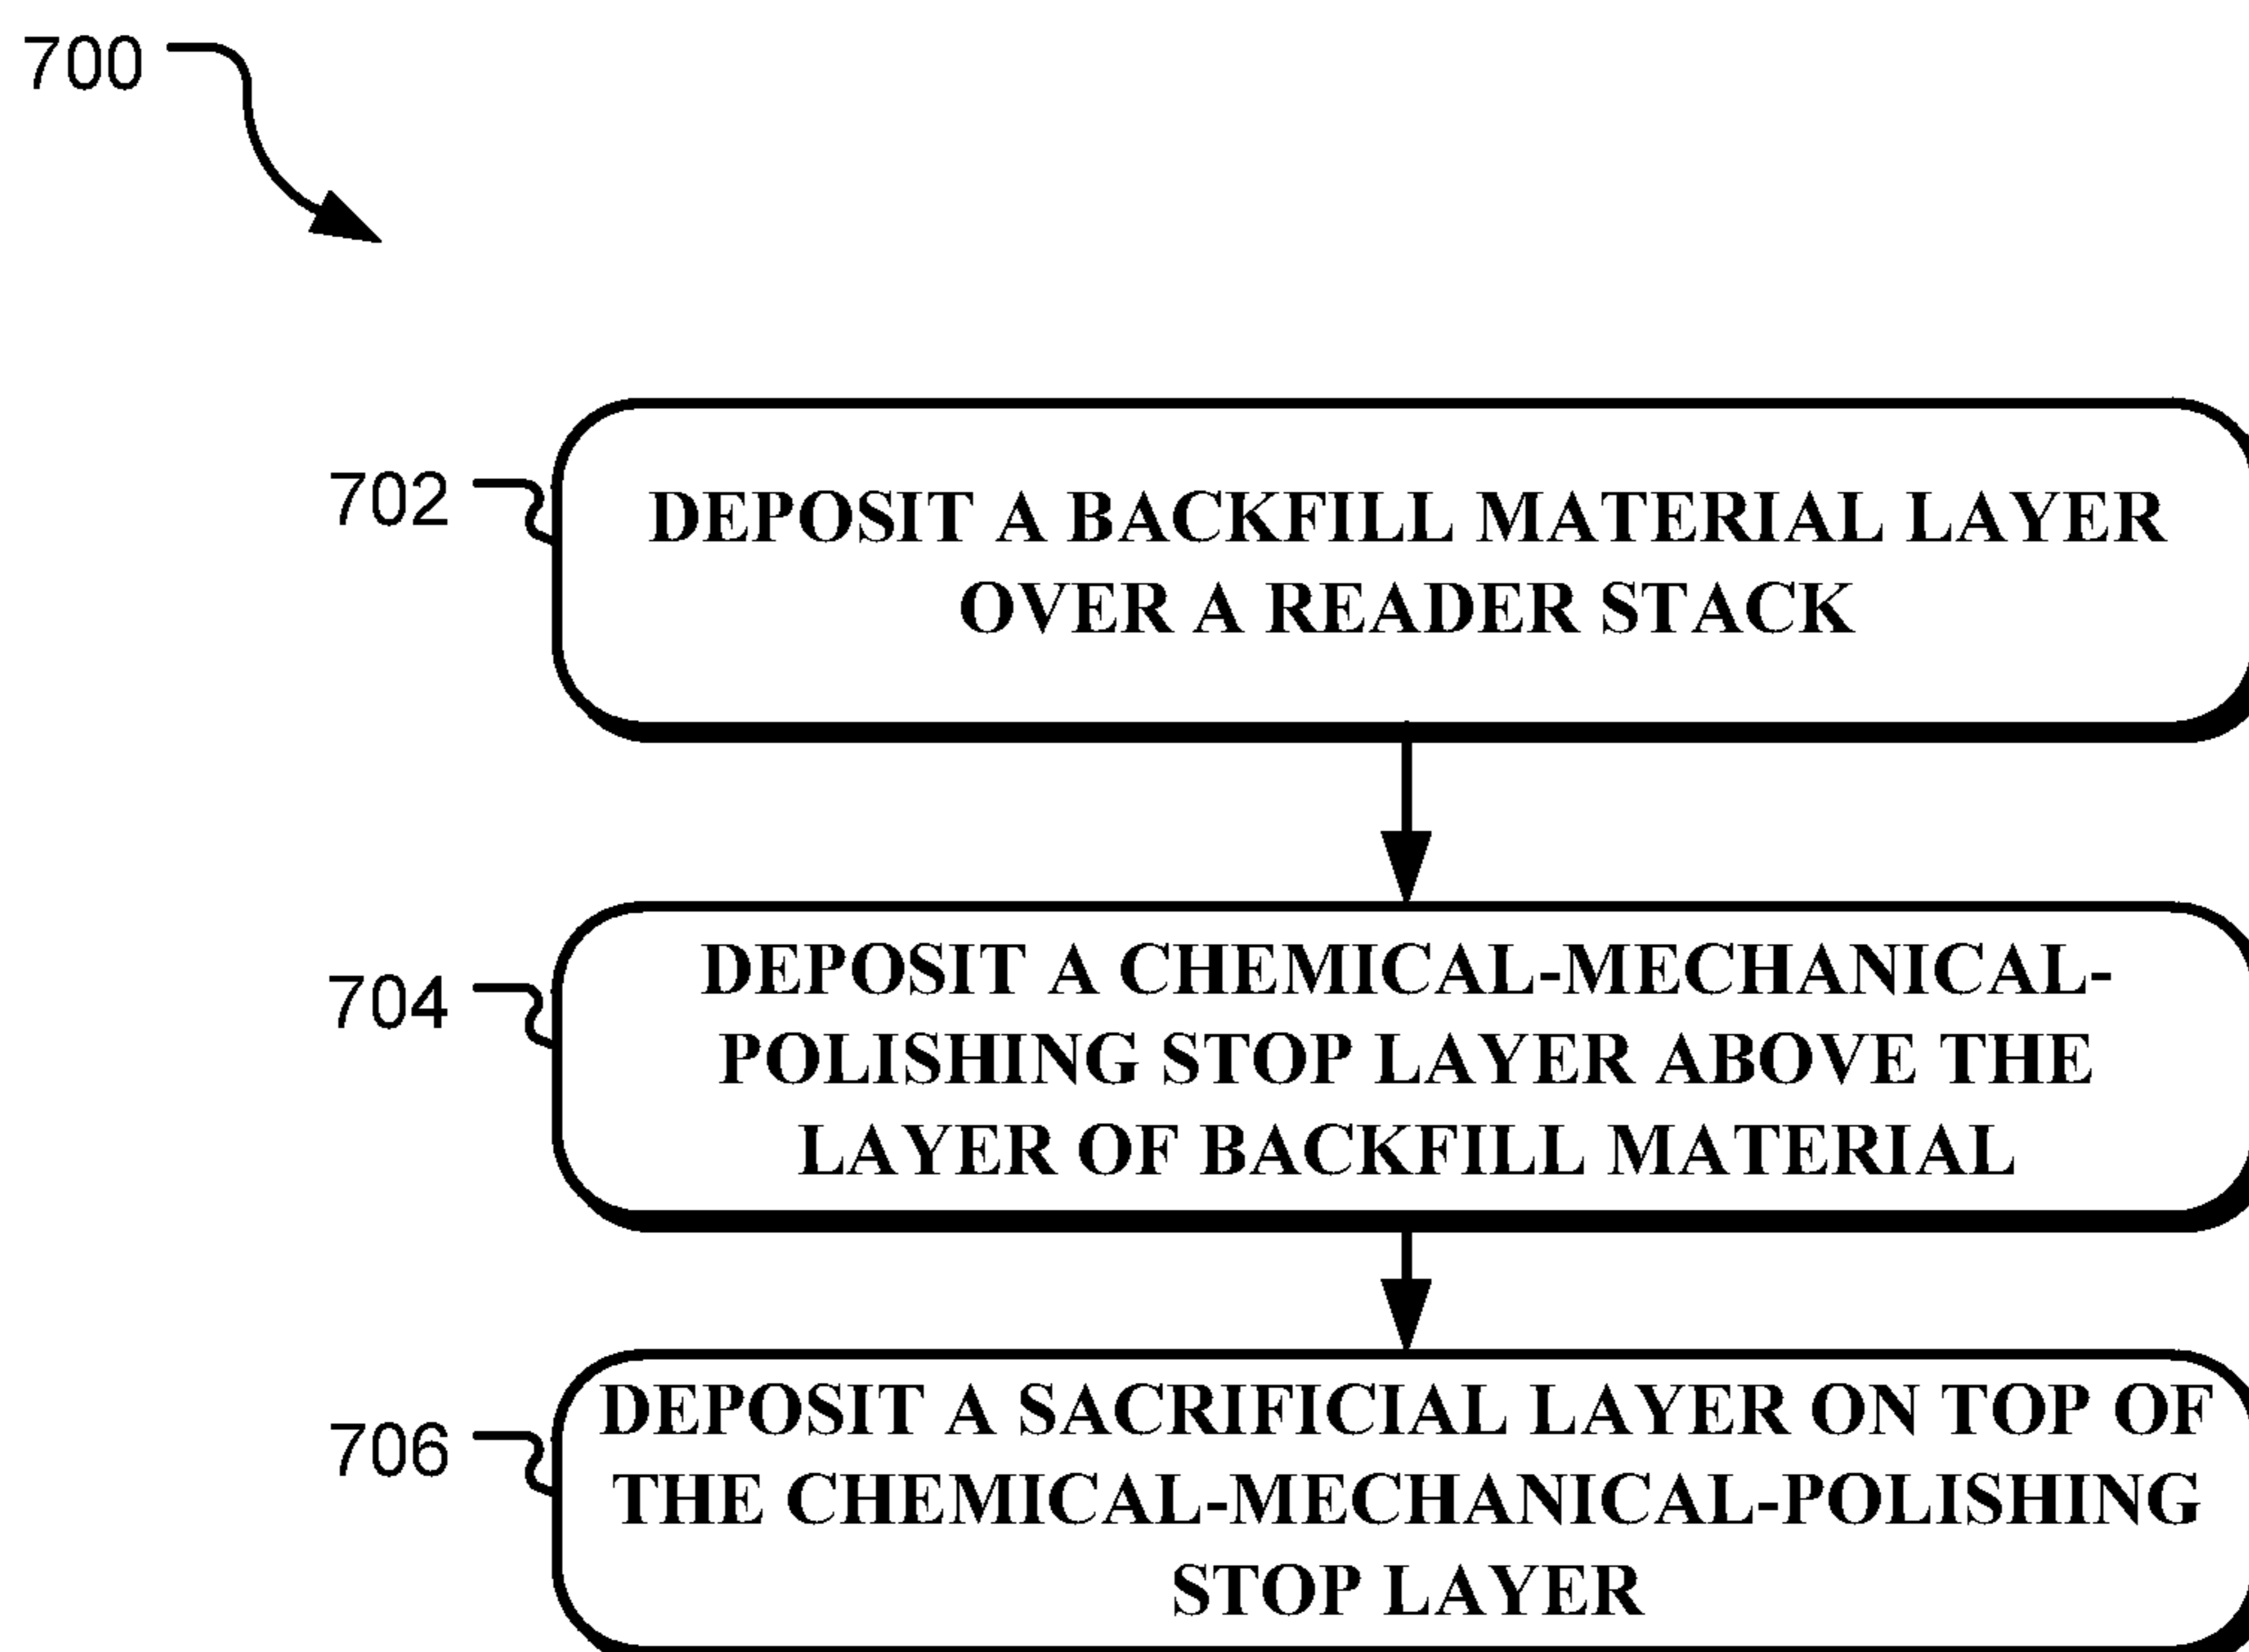 700
702
DEPOSIT A BACKFILL MATERIAL LAYER
OVER A READER STACK
704
DEPOSIT A CHEMICAL-MECHANICAL-
POLISHING STOP LAYER ABOVE THE
LAYER OF BACKFILL MATERIAL
706
DEPOSIT A SACRIFICIAL LAYER ON TOP OF
THE CHEMICAL-MECHANICAL-POLISHING
STOP LAYER